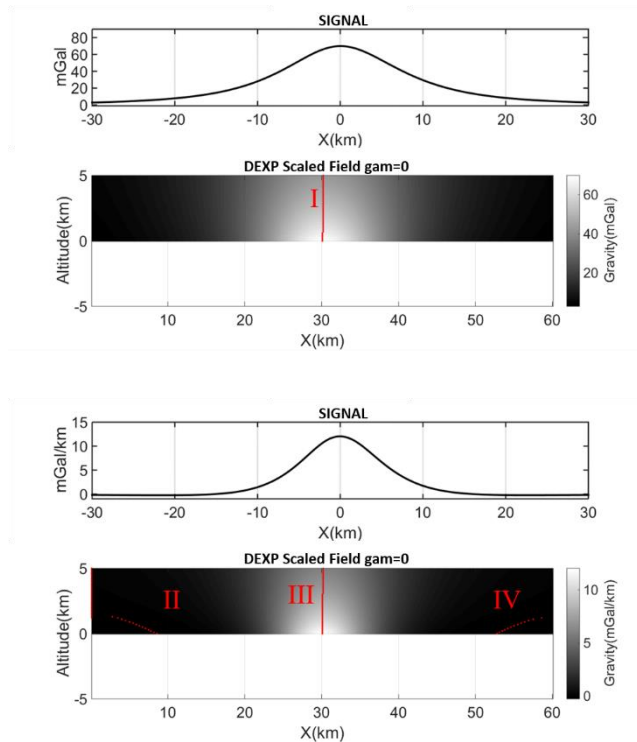 SIGNAL
80
60
40
20
0
mGal
-30 -20 -10 0 10 20 30
X(km)
DEXP Scaled Field gam=0
5
0
-5
Altitude(km)
I
60
40
20
Gravity(mGal)
10 20 30 40 50 60
X(km)
SIGNAL
15
10
5
0
mGal/km
-30 -20 -10 0 10 20 30
X(km)
DEXP Scaled Field gam=0
5
0
-5
Altitude(km)
II III IV
10
5
0
Gravity(mGal/km)
10 20 30 40 50 60
X(km)